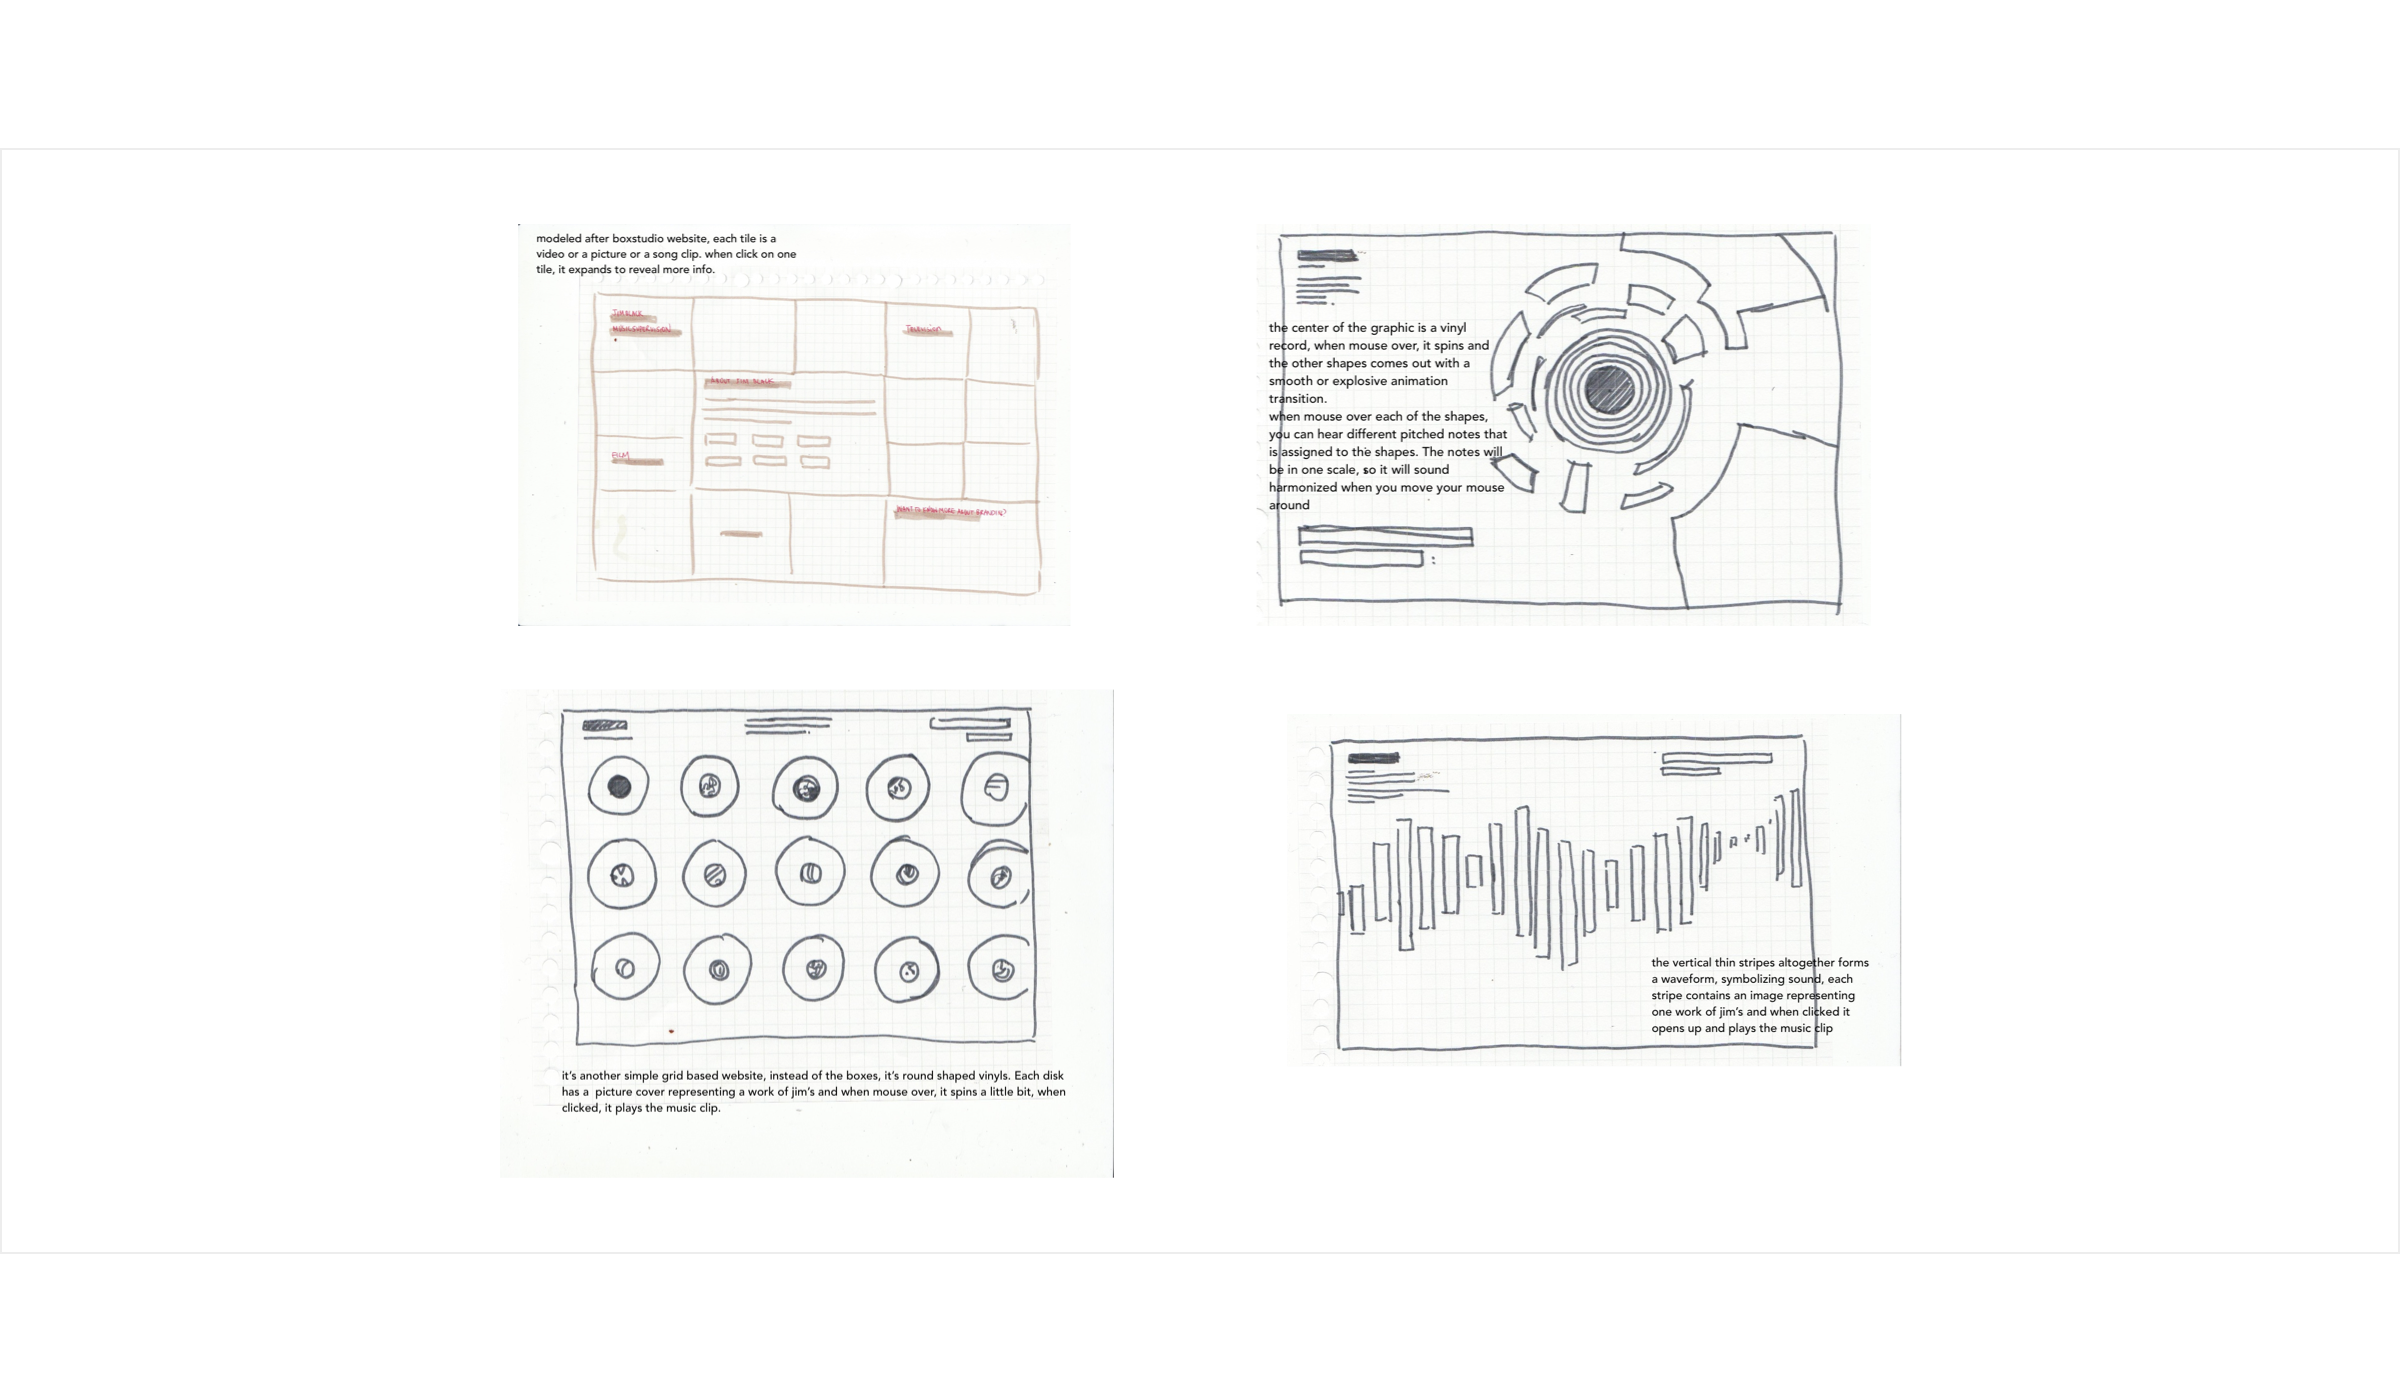 modeled after boxstudio website, each tile is a
video or a picture or a song clip. when click on one
tile, it expands to reveal more info.
TELEVISION
ABOUT JIM BLACK
FILM
WANT TO KNOW MORE ABOUT
the center of the graphic is a vinyl
record, when mouse over, it spins and
the other shapes comes out with a
smooth or explosive animation
transition.
when mouse over each of the shapes,
you can hear different pitched notes that
is assigned to the shapes. The notes will
be in one scale, so it will sound
harmonized when you move your mouse
around
it's another simple grid based website, instead of the boxes, it's round shaped vinyls. Each disk
has a picture cover representing a work of jim's and when mouse over, it spins a little bit, when
clicked, it plays the music clip.
the vertical thin stripes altogether forms
a waveform, symbolizing sound, each
stripe contains an image representing
one work of jim's and when clicked it
opens up and plays the music clip